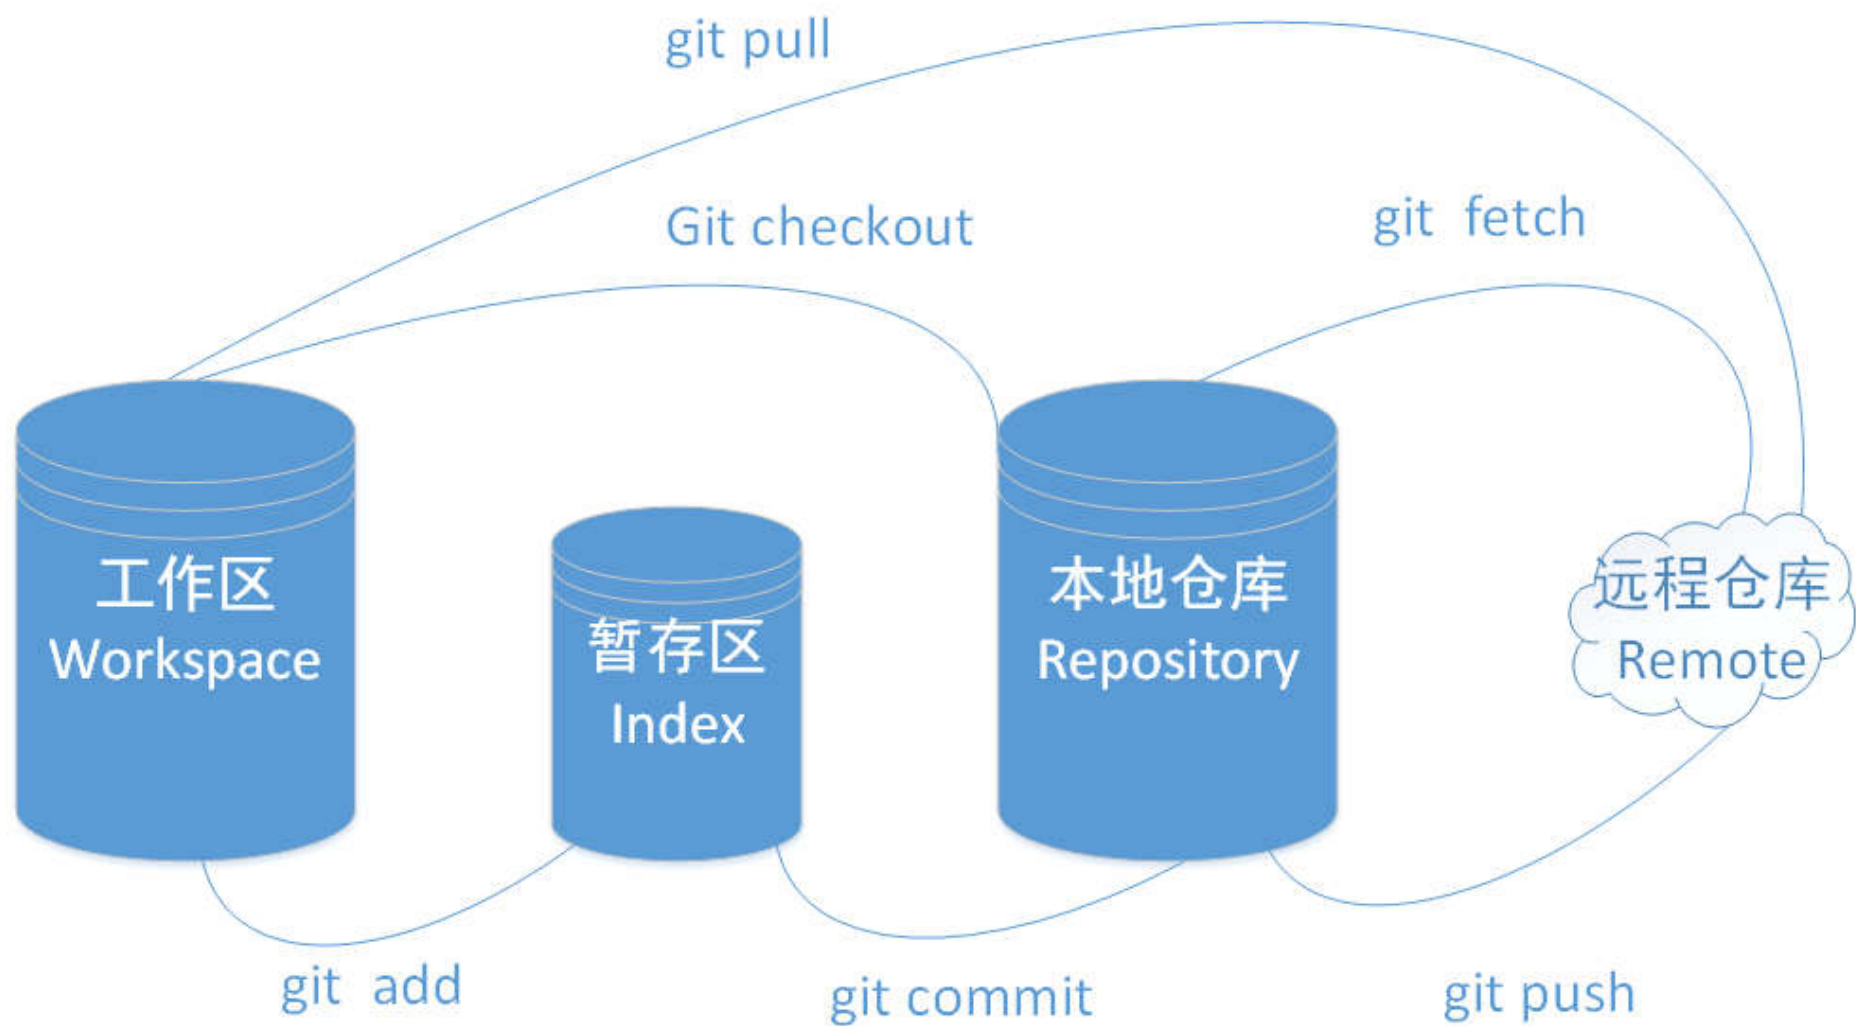 git pull
Git checkout
git fetch
工作区
Workspace
暂存区
Index
本地仓库
Repository
远程仓库
Remote
git add
git commit
git push